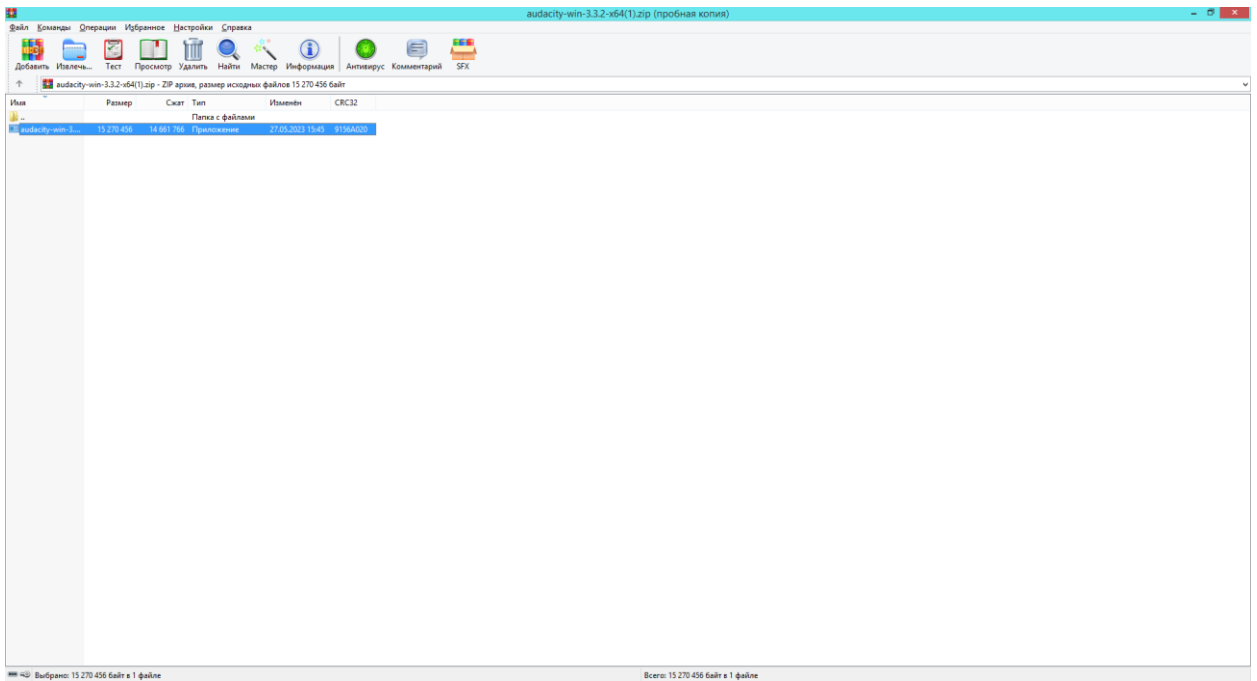 audacity-win-3.3.2-x64(1).zip (пробная копия)
Файл Команды Операции Избранное Настройки Справка
Добавить Извлечь... Тест Просмотр Удалить Найти Мастер Информация Антивирус Комментарий SFX
audacity-win-3.3.2-x64(1).zip - ZIP архив, размер исходных файлов 15 270 456 байт
Имя Размер Сжат Тип Изменён CRC32
.. Папка с файлами
audacity-win-3.... 15 270 456 14 661 766 Приложение 27.05.2023 15:45 9156A020
Выбрано: 15 270 456 байт в 1 файле Всего: 15 270 456 байт в 1 файле